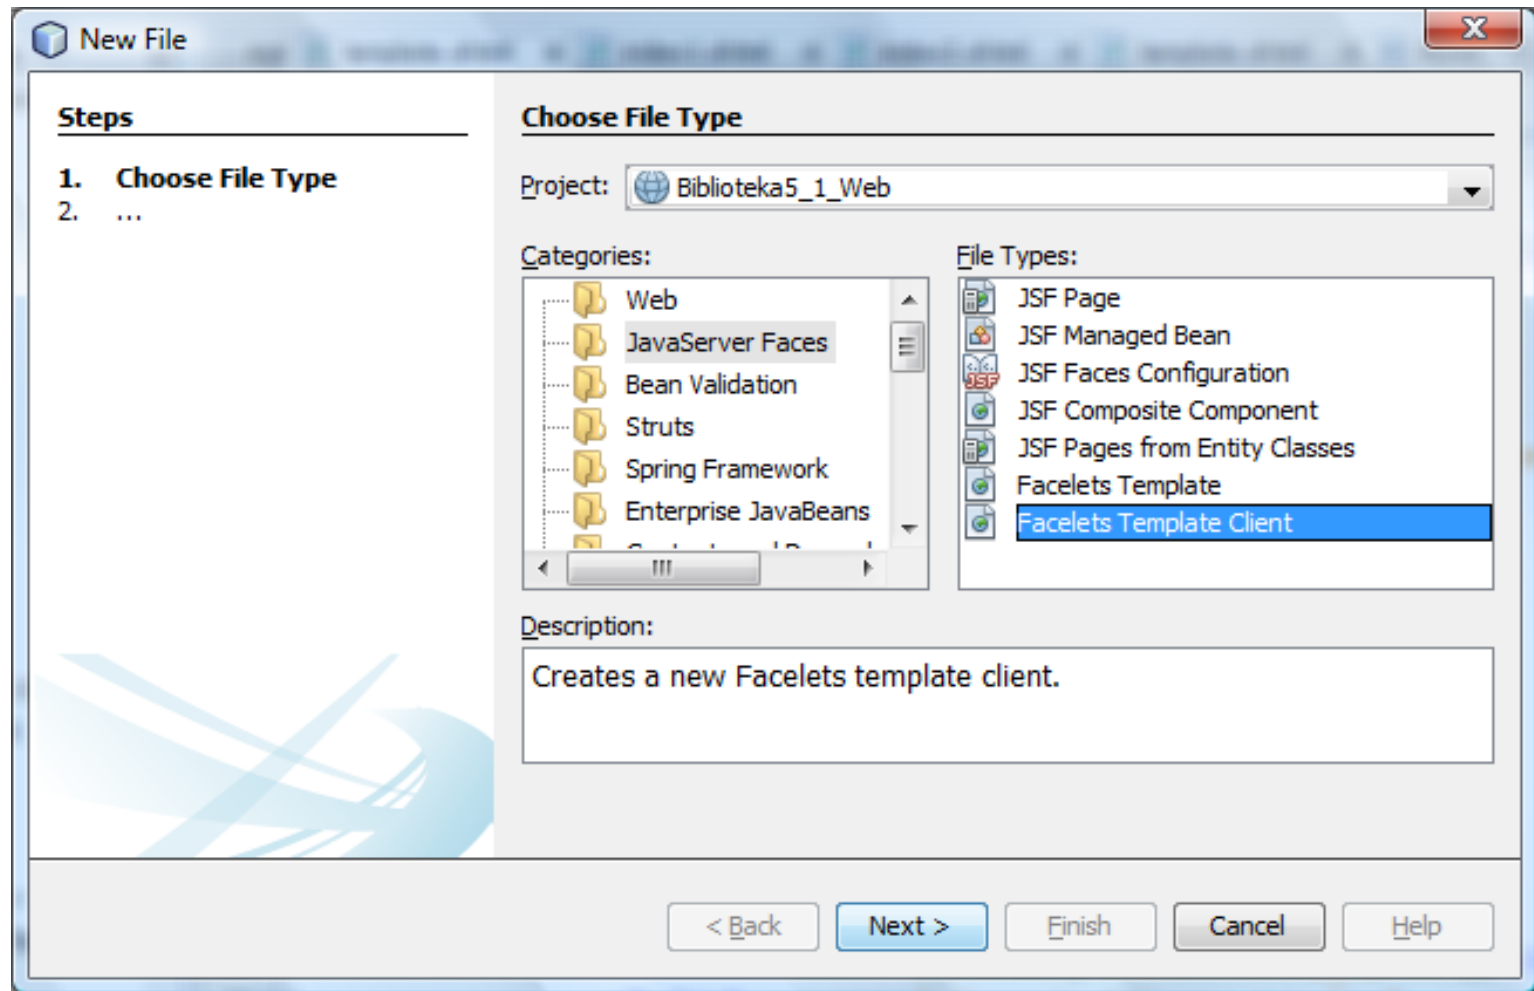 New File
Steps
1. Choose File Type
2. ...
Choose File Type
Project: Biblioteka5_1_Web
Categories:
Web
JavaServer Faces
Bean Validation
Struts
Spring Framework
Enterprise JavaBeans
File Types:
JSF Page
JSF Managed Bean
JSF Faces Configuration
JSF Composite Component
JSF Pages from Entity Classes
Facelets Template
Facelets Template Client
Description:
Creates a new Facelets template client.
< Back Next > Finish Cancel Help